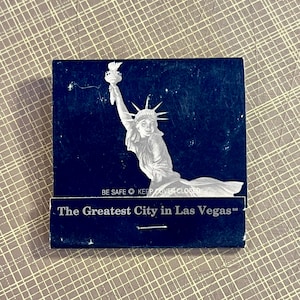 BE SAFE © KEEP COVER CLOSED
The Greatest City in Las Vegas℠